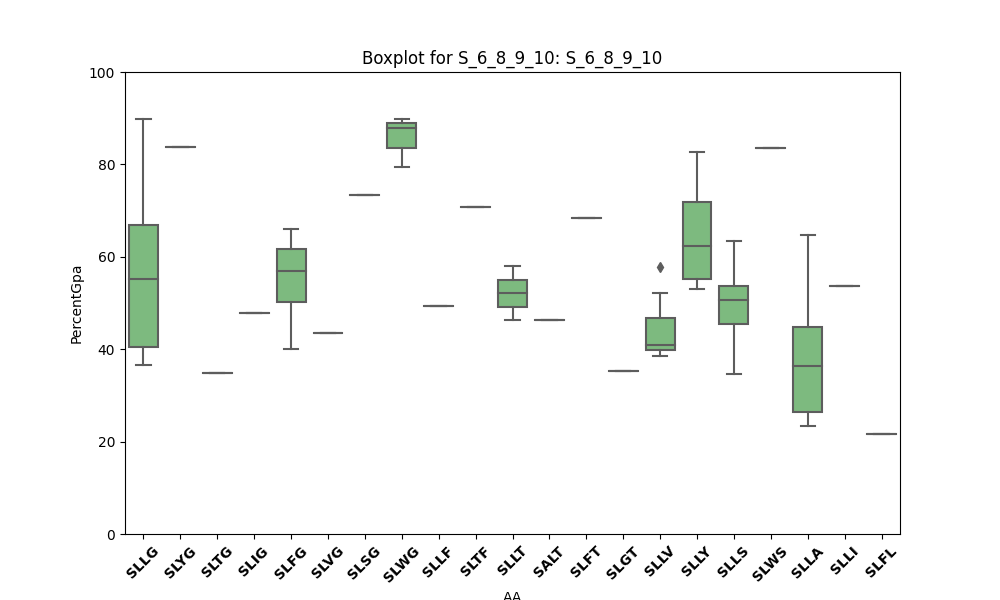 Boxplot for S_6_8_9_10: S_6_8_9_10
100
80
60
40
20
0
PercentGpa
SLLG
SLYG
SLTG
SLIG
SLFG
SLVG
SLSG
SLWG
SLLF
SLTF
SLLT
SALT
SLFT
SLGT
SLLV
SLLY
SLLS
SLWS
SLLA
SLLI
SLFL
AA